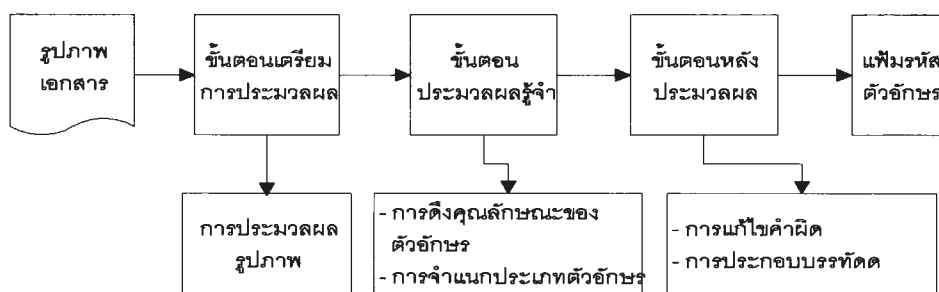 รูปภาพ
เอกสาร
ขั้นตอนเตรียม
การประมวลผล
ขั้นตอน
ประมวลผลรู้จำ
ขั้นตอนหลัง
ประมวลผล
แฟ้มรหัส
ตัวอักษร
การประมวลผล
รูปภาพ
- การดึงคุณลักษณะของ
ตัวอักษร
- การจำแนกประเภทตัวอักษร
- การแก้ไขคำผิด
- การประกอบบรรทัดด